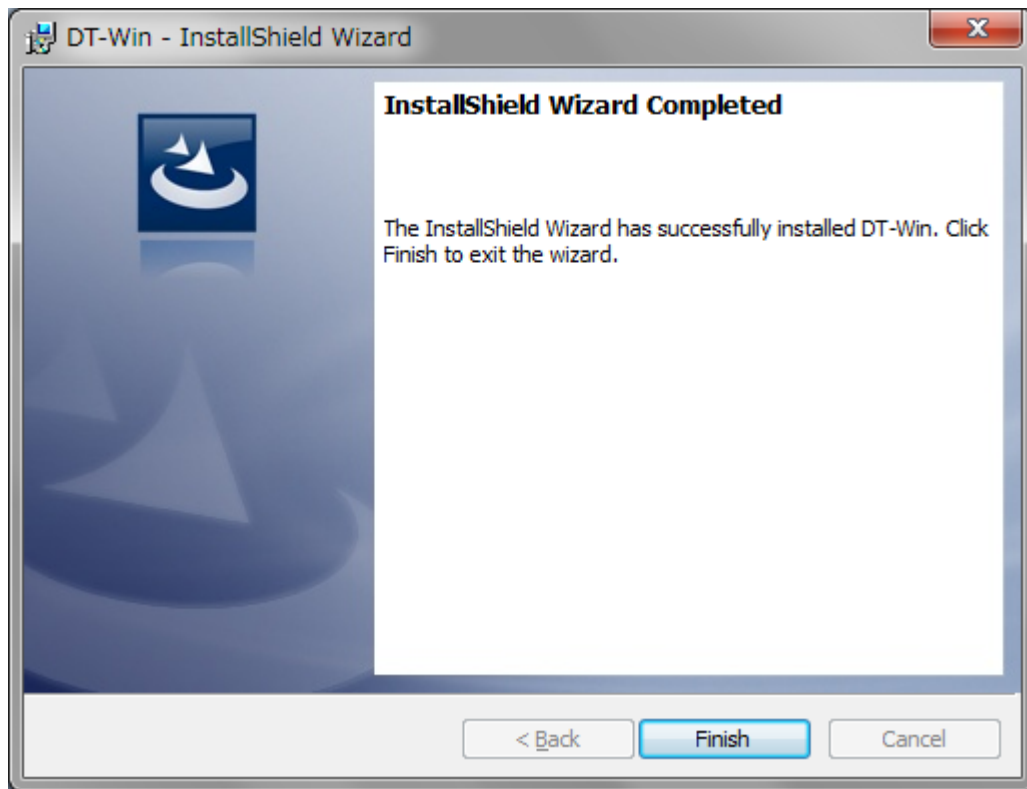 DT-Win - InstallShield Wizard
InstallShield Wizard Completed
The InstallShield Wizard has successfully installed DT-Win. Click
Finish to exit the wizard.
< Back
Finish
Cancel